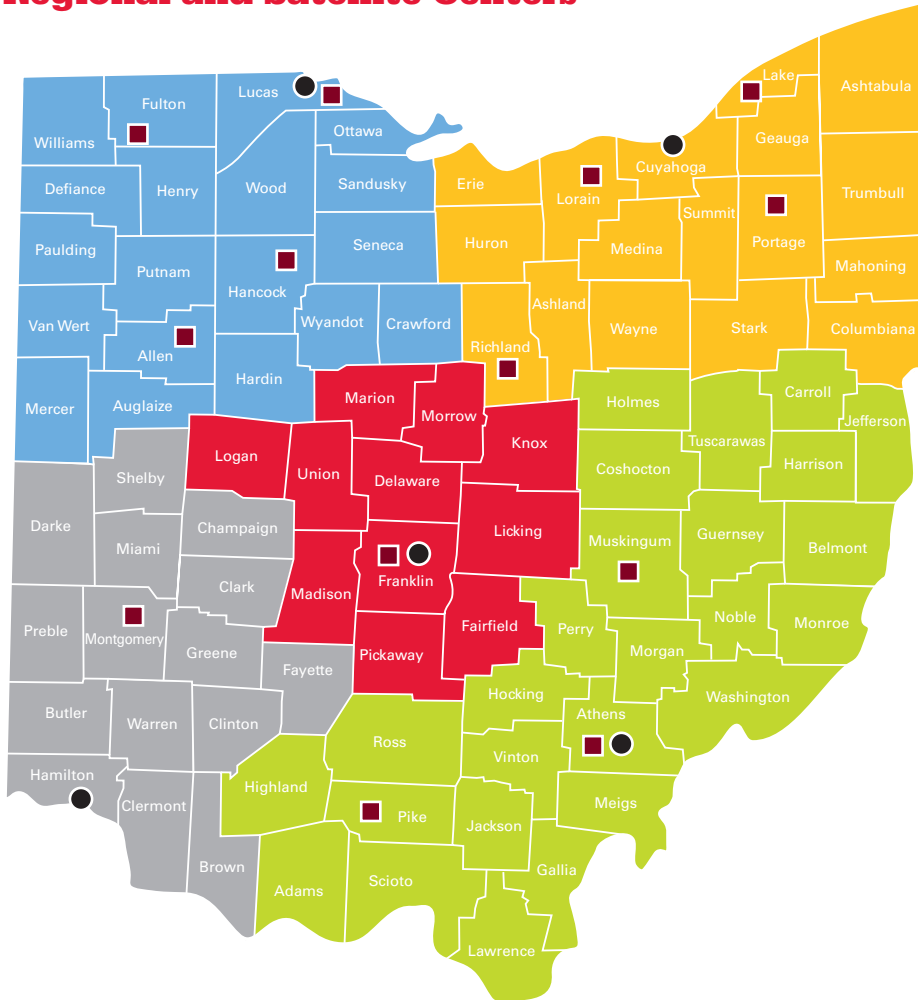 Regional and Satellite Centers
Lake
Ashtabula
Lucas
Fulton
Ottawa
Geauga
Williams
Cuyahoga
Defiance
Henry
Wood
Sandusky
Erie
Lorain
Summit
Trumbull
Paulding
Putnam
Seneca
Huron
Medina
Portage
Mahoning
Hancock
Ashland
Van Wert
Allen
Wyandot
Crawford
Richland
Wayne
Stark
Columbiana
Mercer
Auglaize
Hardin
Marion
Morrow
Holmes
Carroll
Jefferson
Logan
Union
Delaware
Knox
Coshocton
Tuscarawas
Harrison
Shelby
Darke
Champaign
Licking
Muskingum
Guernsey
Belmont
Miami
Clark
Madison
Franklin
Preble
Montgomery
Greene
Fairfield
Perry
Noble
Monroe
Fayette
Pickaway
Morgan
Hocking
Washington
Butler
Warren
Clinton
Ross
Vinton
Athens
Hamilton
Clermont
Highland
Pike
Jackson
Meigs
Brown
Adams
Scioto
Gallia
Lawrence